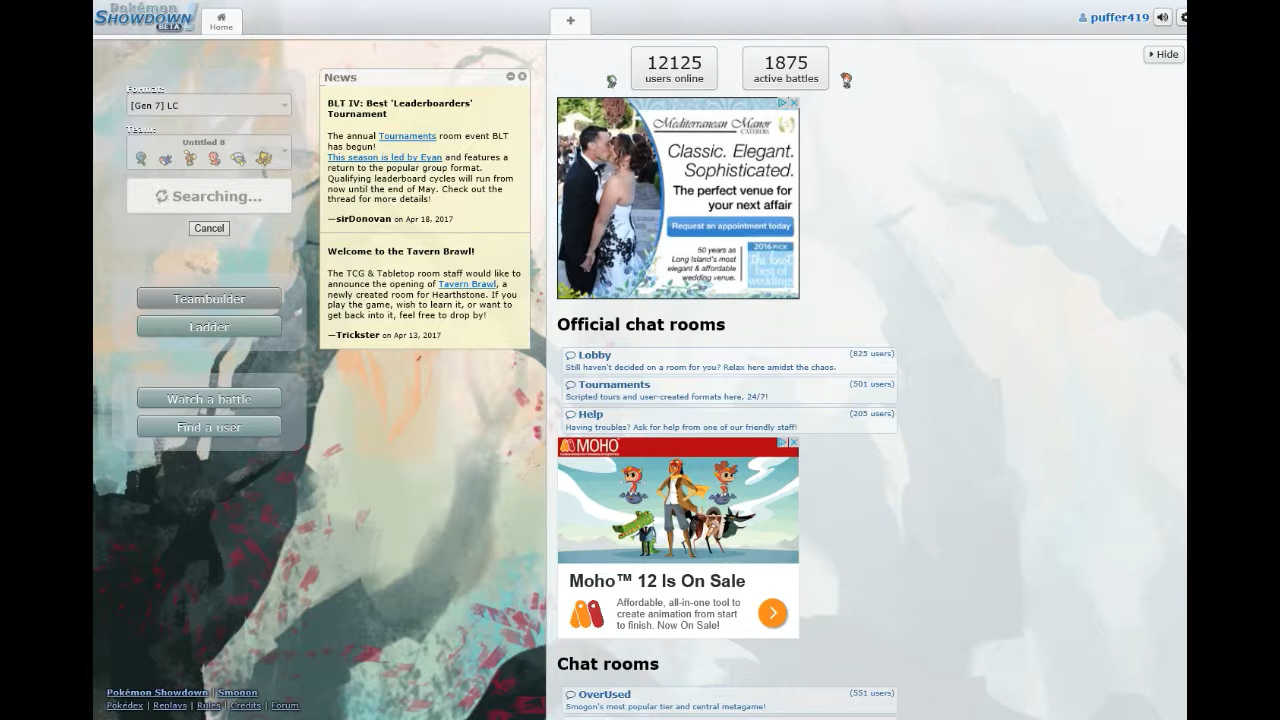 Pokémon
SHOWDOWN!
BETA
Home
+
puffer419
Format:
[Gen 7] LC
Team:
Untitled 8
Searching...
Cancel
Teambuilder
Ladder
Watch a battle
Find a user
News
BLT IV: Best 'Leaderboarders'
Tournament
The annual Tournaments room event BLT
has begun!
This season is led by Eyan and features a
return to the popular group format.
Qualifying leaderboard cycles will run from
now until the end of May. Check out the
thread for more details!
—sirDonovan on Apr 18, 2017
Welcome to the Tavern Brawl!
The TCG & Tabletop room staff would like to
announce the opening of Tavern Brawl, a
newly created room for Hearthstone. If you
play the game, wish to learn it, or want to
get back into it, feel free to drop by!
—Trickster on Apr 13, 2017
Pokémon Showdown | Smogon
Pokédex | Replays | Rules | Credits | Forum
12125
users online
1875
active battles
Hide
Mediterranean Manor
CATERERS
Classic. Elegant.
Sophisticated.
The perfect venue for
your next affair
Request an appointment today
50 years as
Long Island's most
elegant & affordable
wedding venue.
2016 PICK
the knot
best of
weddings
Official chat rooms
Lobby (825 users)
Still haven't decided on a room for you? Relax here amidst the chaos.
Tournaments (501 users)
Scripted tours and user-created formats here, 24/7!
Help (205 users)
Having troubles? Ask for help from one of our friendly staff!
MOHO
Moho™ 12 Is On Sale
Affordable, all-in-one tool to
create animation from start
to finish. Now On Sale!
Chat rooms
OverUsed (551 users)
Smogon's most popular tier and central metagame!